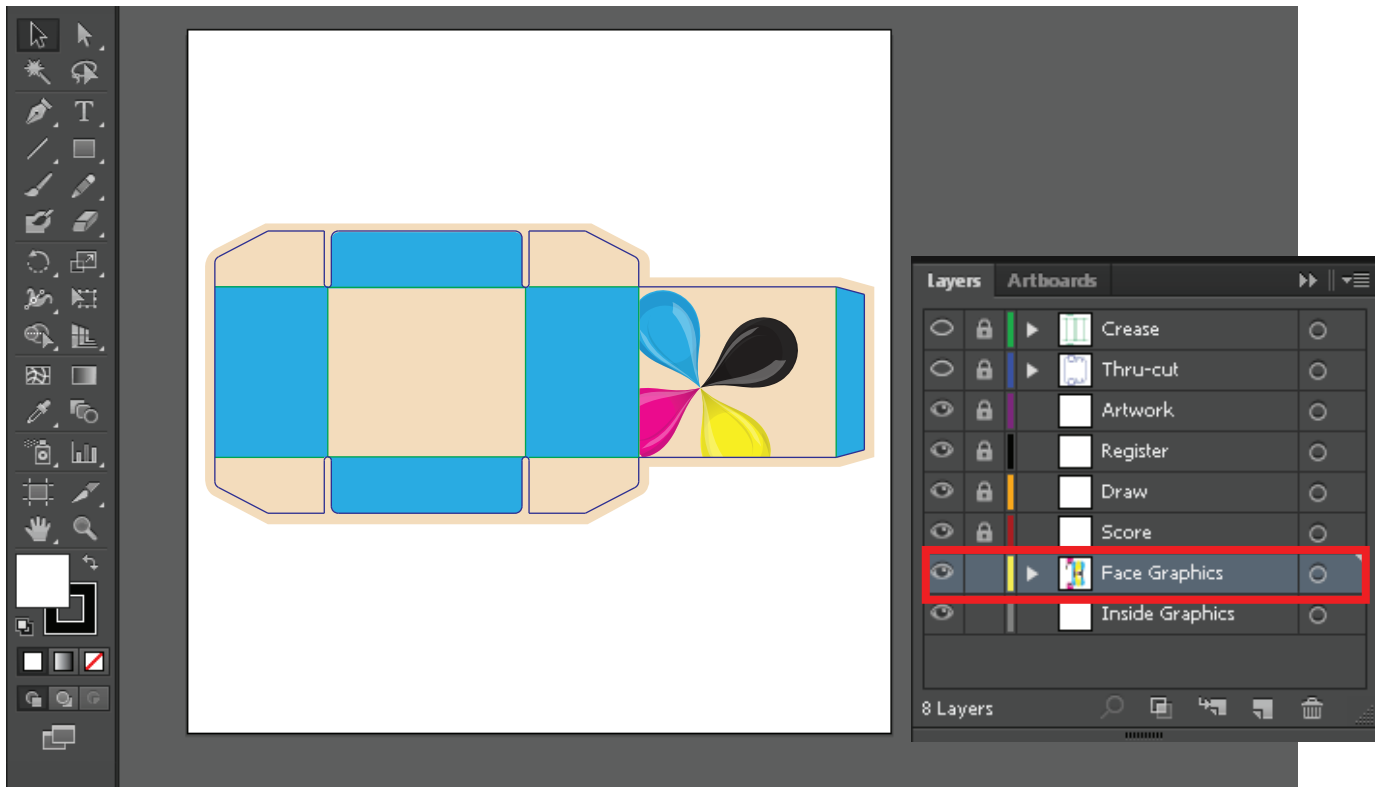 T
Layers Artboards
Crease
Thru-cut
Artwork
Register
Draw
Score
Face Graphics
Inside Graphics
8 Layers